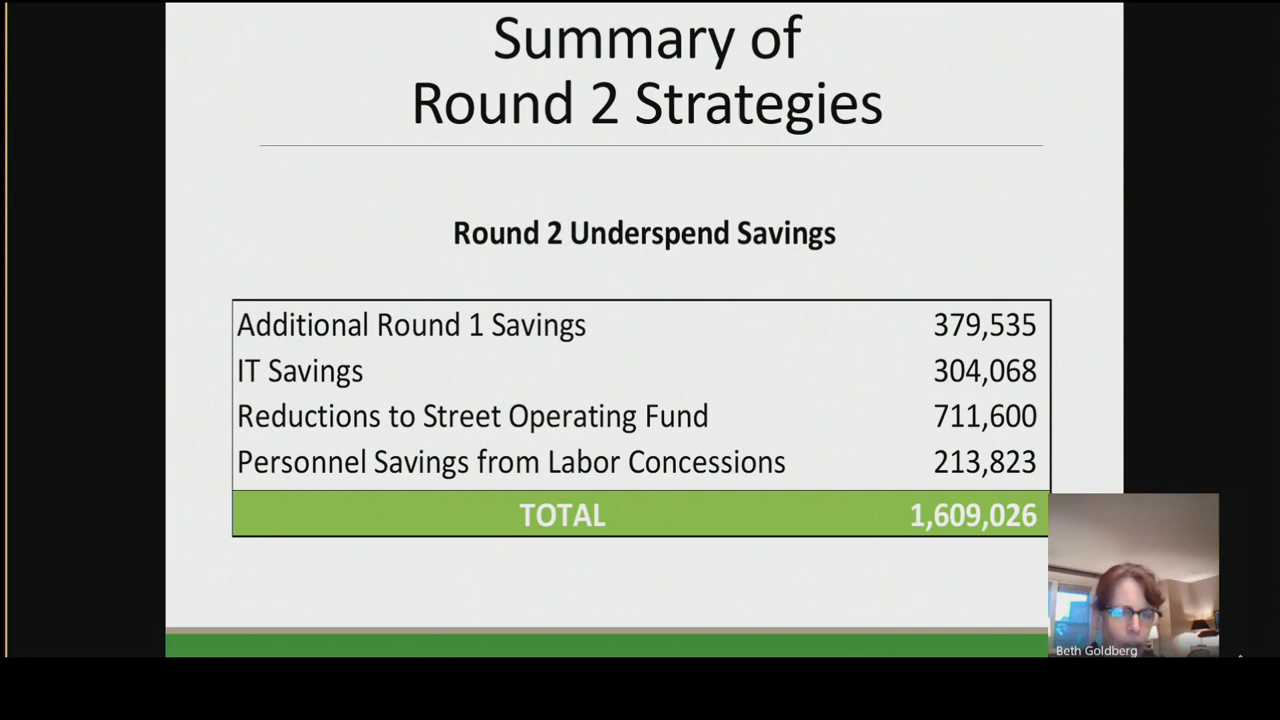 Summary of
Round 2 Strategies
Round 2 Underspend Savings
Additional Round 1 Savings 379,535
IT Savings 304,068
Reductions to Street Operating Fund 711,600
Personnel Savings from Labor Concessions 213,823
TOTAL 1,609,026
Beth Goldberg